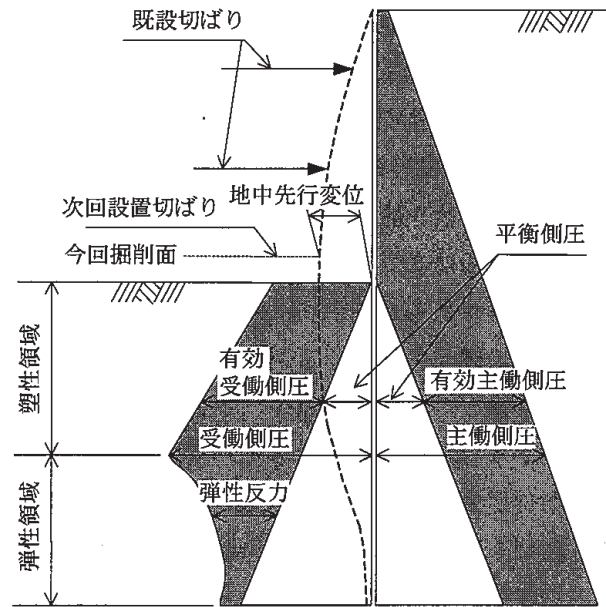 既設切ばり
地中先行変位
次回設置切ばり
今回掘削面
平衡側圧
塑性領域
有効
受働側圧
有効主働側圧
受働側圧
主働側圧
弾性反力
弾性領域